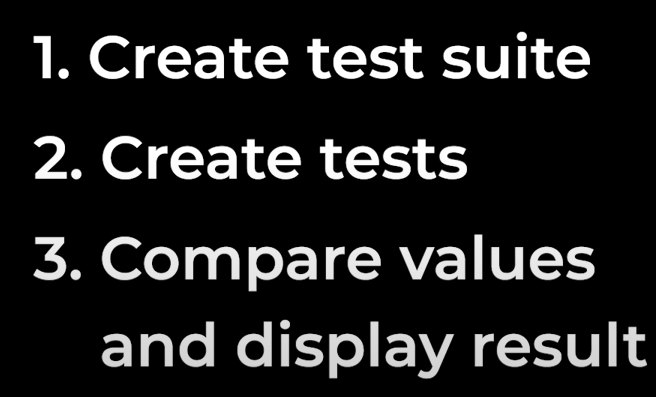 1. Create test suite
2. Create tests
3. Compare values
and display result